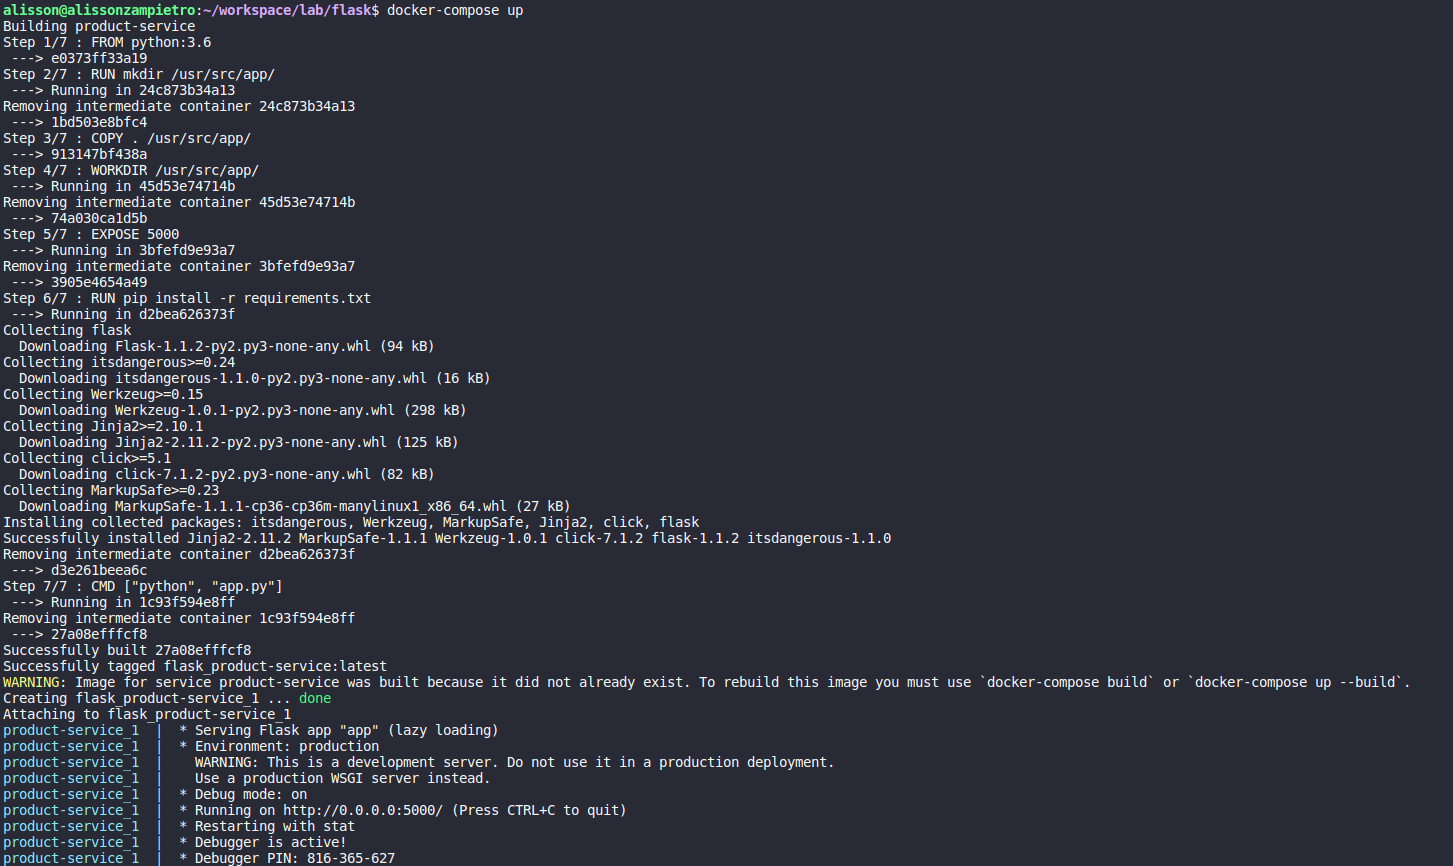 alisson@alissonzampietro:~/workspace/lab/flask$ docker-compose up
Building product-service
Step 1/7 : FROM python:3.6
 ---> e0373ff33a19
Step 2/7 : RUN mkdir /usr/src/app/
 ---> Running in 24c873b34a13
Removing intermediate container 24c873b34a13
 ---> 1bd503e8bfc4
Step 3/7 : COPY . /usr/src/app/
 ---> 913147bf438a
Step 4/7 : WORKDIR /usr/src/app/
 ---> Running in 45d53e74714b
Removing intermediate container 45d53e74714b
 ---> 74a030ca1d5b
Step 5/7 : EXPOSE 5000
 ---> Running in 3bfefd9e93a7
Removing intermediate container 3bfefd9e93a7
 ---> 3905e4654a49
Step 6/7 : RUN pip install -r requirements.txt
 ---> Running in d2bea626373f
Collecting flask
  Downloading Flask-1.1.2-py2.py3-none-any.whl (94 kB)
Collecting itsdangerous>=0.24
  Downloading itsdangerous-1.1.0-py2.py3-none-any.whl (16 kB)
Collecting Werkzeug>=0.15
  Downloading Werkzeug-1.0.1-py2.py3-none-any.whl (298 kB)
Collecting Jinja2>=2.10.1
  Downloading Jinja2-2.11.2-py2.py3-none-any.whl (125 kB)
Collecting click>=5.1
  Downloading click-7.1.2-py2.py3-none-any.whl (82 kB)
Collecting MarkupSafe>=0.23
  Downloading MarkupSafe-1.1.1-cp36-cp36m-manylinux1_x86_64.whl (27 kB)
Installing collected packages: itsdangerous, Werkzeug, MarkupSafe, Jinja2, click, flask
Successfully installed Jinja2-2.11.2 MarkupSafe-1.1.1 Werkzeug-1.0.1 click-7.1.2 flask-1.1.2 itsdangerous-1.1.0
Removing intermediate container d2bea626373f
 ---> d3e261beea6c
Step 7/7 : CMD ["python", "app.py"]
 ---> Running in 1c93f594e8ff
Removing intermediate container 1c93f594e8ff
 ---> 27a08efffcf8
Successfully built 27a08efffcf8
Successfully tagged flask_product-service:latest
WARNING: Image for service product-service was built because it did not already exist. To rebuild this image you must use `docker-compose build` or `docker-compose up --build`.
Creating flask_product-service_1 ... done
Attaching to flask_product-service_1
product-service_1  |  * Serving Flask app "app" (lazy loading)
product-service_1  |  * Environment: production
product-service_1  |    WARNING: This is a development server. Do not use it in a production deployment.
product-service_1  |    Use a production WSGI server instead.
product-service_1  |  * Debug mode: on
product-service_1  |  * Running on http://0.0.0.0:5000/ (Press CTRL+C to quit)
product-service_1  |  * Restarting with stat
product-service_1  |  * Debugger is active!
product-service_1  |  * Debugger PIN: 816-365-627